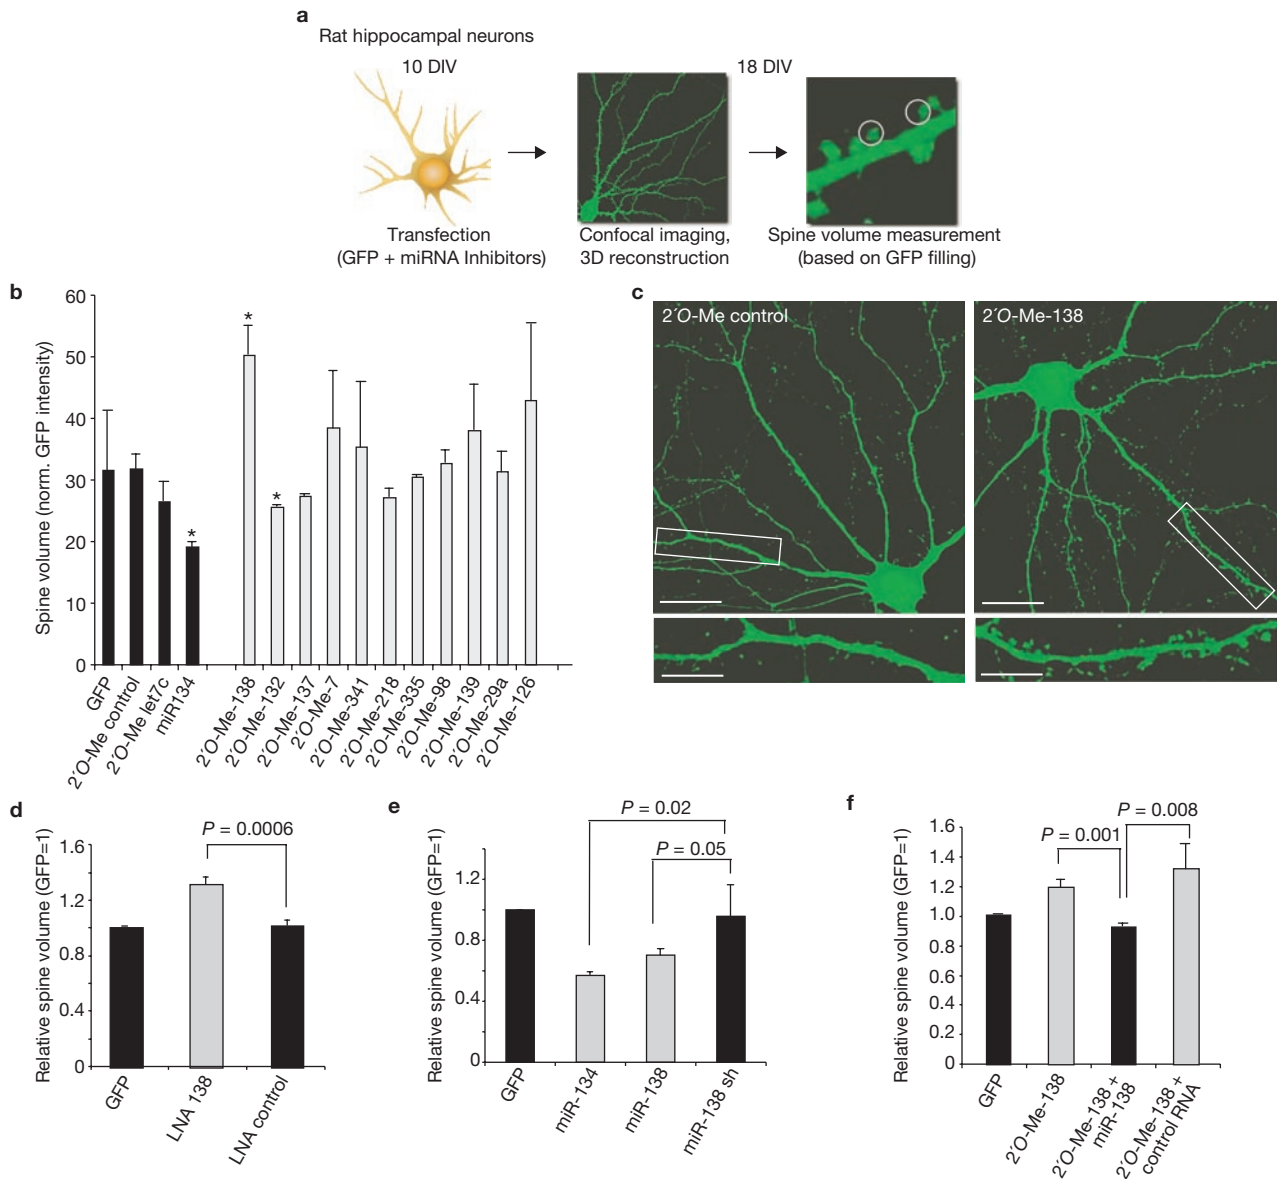 a
Rat hippocampal neurons
10 DIV
18 DIV
Transfection
(GFP + miRNA Inhibitors)
Confocal imaging,
3D reconstruction
Spine volume measurement
(based on GFP filling)
b
Spine volume (norm. GFP intensity)
60
50
40
30
20
10
0
*
*
*
GFP
2´O-Me control
2´O-Me let7c
miR134
2´O-Me-138
2´O-Me-132
2´O-Me-137
2´O-Me-7
2´O-Me-341
2´O-Me-218
2´O-Me-335
2´O-Me-98
2´O-Me-139
2´O-Me-29a
2´O-Me-126
c
2´O-Me control
2´O-Me-138
d
Relative spine volume (GFP=1)
P = 0.0006
1.6
1.2
0.8
0.4
0
GFP
LNA 138
LNA control
e
Relative spine volume (GFP=1)
P = 0.02
P = 0.05
1.2
0.8
0.4
0
GFP
miR-134
miR-138
miR-138 sh
f
Relative spine volume (GFP=1)
P = 0.008
P = 0.001
1.6
1.4
1.2
1.0
0.8
0.6
0.4
0.2
0
GFP
2´O-Me-138
2´O-Me-138 +
miR-138
2´O-Me-138 +
control RNA